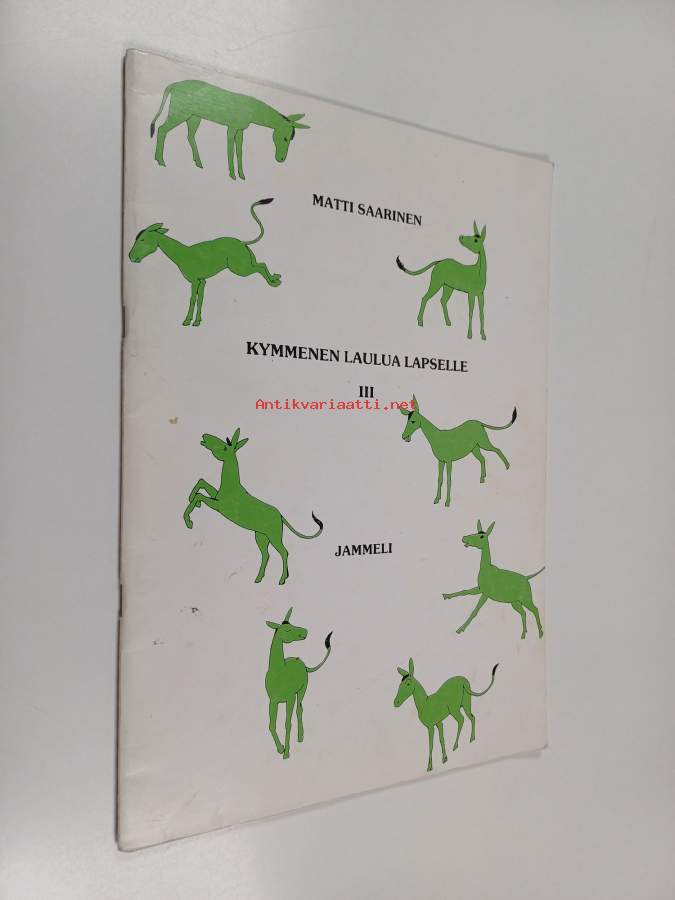 MATTI SAARINEN
KYMMENEN LAULUA LAPSELLE
III
Antikvariaatti.net
JAMMELI